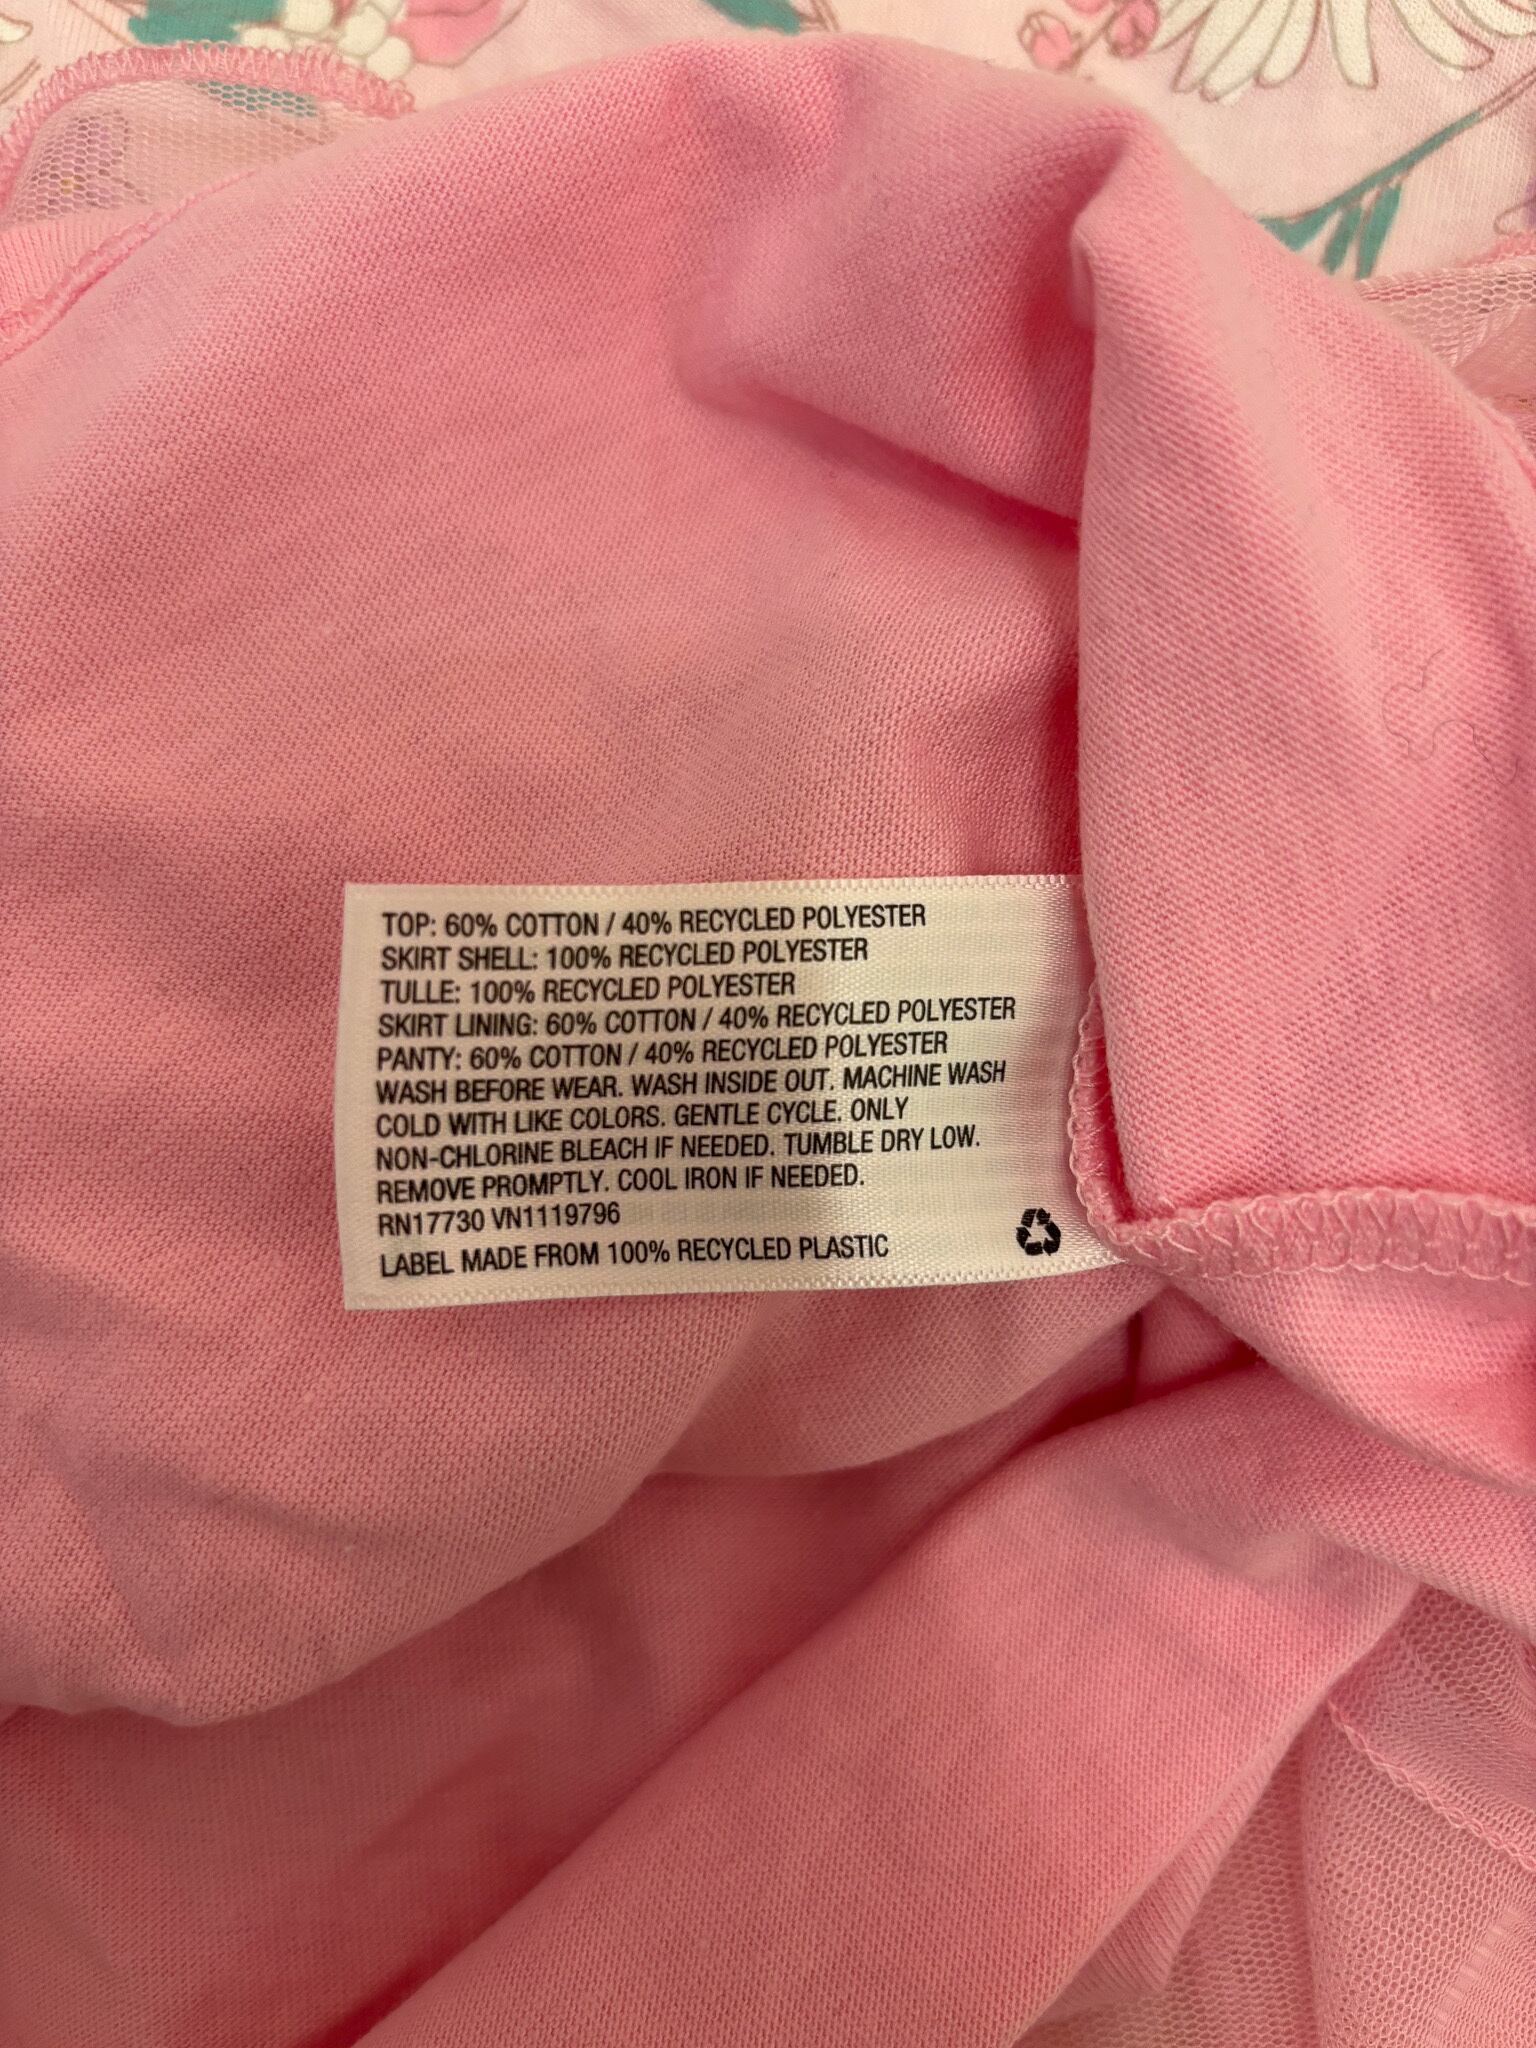 TOP: 60% COTTON / 40% RECYCLED POLYESTER
SKIRT SHELL: 100% RECYCLED POLYESTER
TULLE: 100% RECYCLED POLYESTER
SKIRT LINING: 60% COTTON / 40% RECYCLED POLYESTER
PANTY: 60% COTTON / 40% RECYCLED POLYESTER
WASH BEFORE WEAR. WASH INSIDE OUT. MACHINE WASH
COLD WITH LIKE COLORS. GENTLE CYCLE. ONLY
NON-CHLORINE BLEACH IF NEEDED. TUMBLE DRY LOW.
REMOVE PROMPTLY. COOL IRON IF NEEDED.
RN17730 VN1119796
LABEL MADE FROM 100% RECYCLED PLASTIC